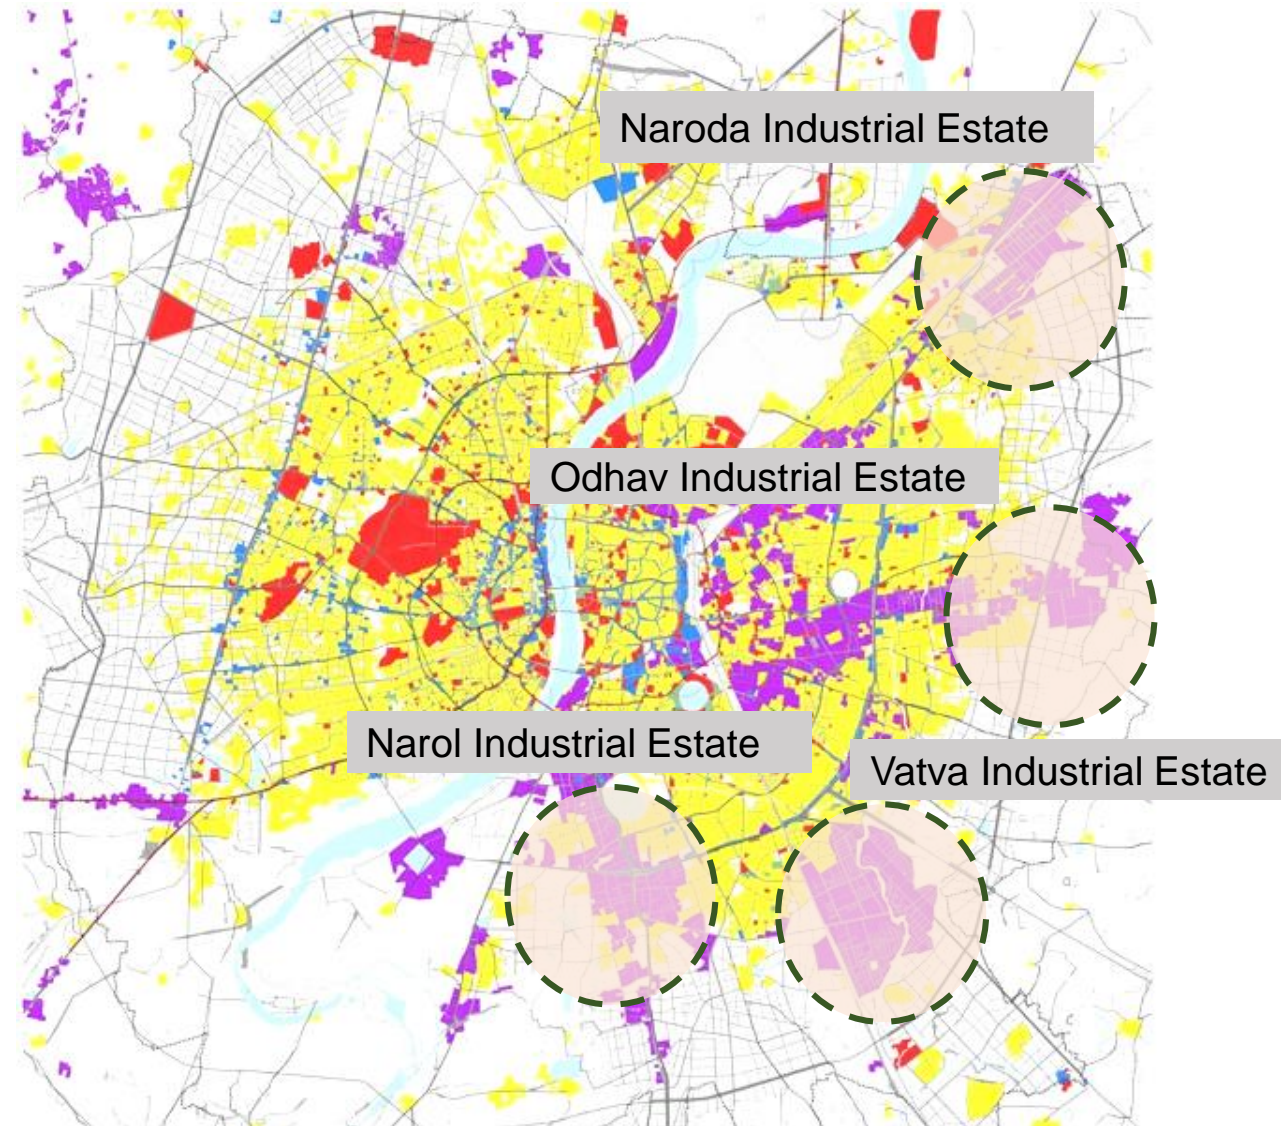 Naroda Industrial Estate
Odhav Industrial Estate
Narol Industrial Estate
Vatva Industrial Estate